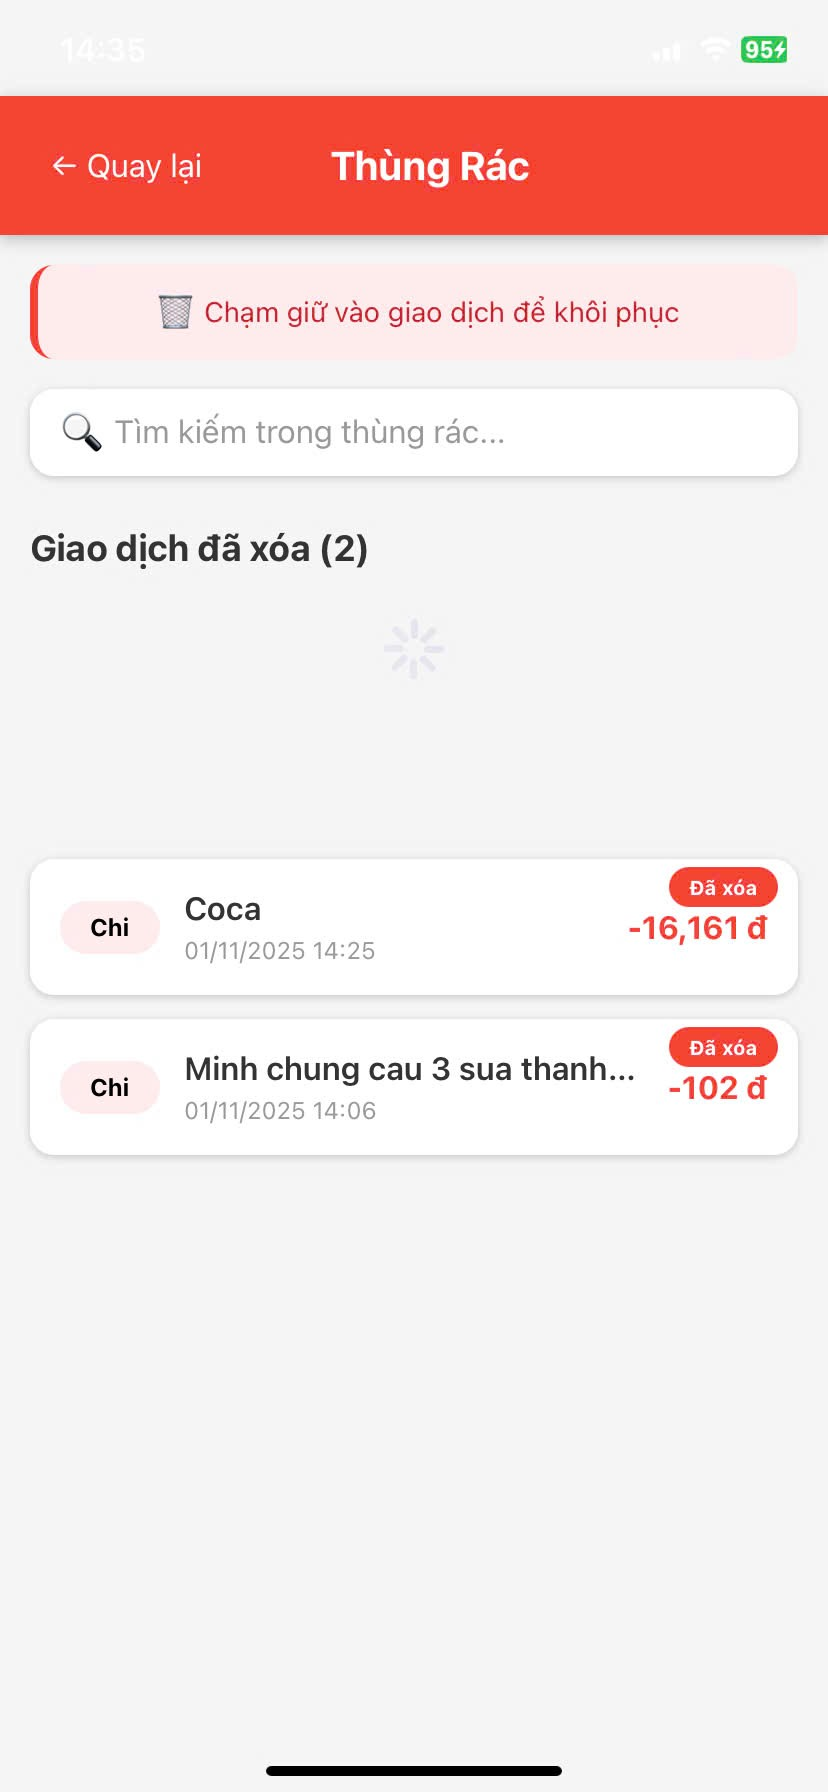 14:35
95
← Quay lại
Thùng Rác
🗑️ Chạm giữ vào giao dịch để khôi phục
🔍 Tìm kiếm trong thùng rác...
Giao dịch đã xóa (2)
Đã xóa
Chi
Coca
-16,161 đ
01/11/2025 14:25
Đã xóa
Chi
Minh chung cau 3 sua thanh...
-102 đ
01/11/2025 14:06